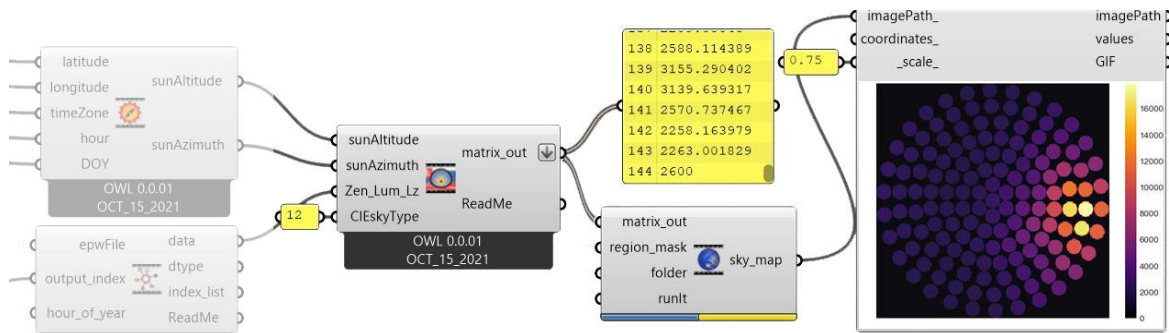 latitude
longitude
timeZone
hour
DOY
sunAltitude
sunAzimuth
OWL 0.0.01
OCT_15_2021
epwFile
output_index
hour_of_year
data
dtype
index_list
ReadMe
12
sunAltitude
sunAzimuth
Zen_Lum_Lz
CIEskyType
matrix_out
ReadMe
OWL 0.0.01
OCT_15_2021
138 2588.114389
139 3155.290402
140 3139.639317
141 2570.737467
142 2258.163979
143 2263.001829
144 2600
matrix_out
region_mask
folder
runIt
sky_map
0.75
imagePath_
coordinates_
_scale_
imagePath
values
GIF
16000
14000
12000
10000
8000
6000
4000
2000
0